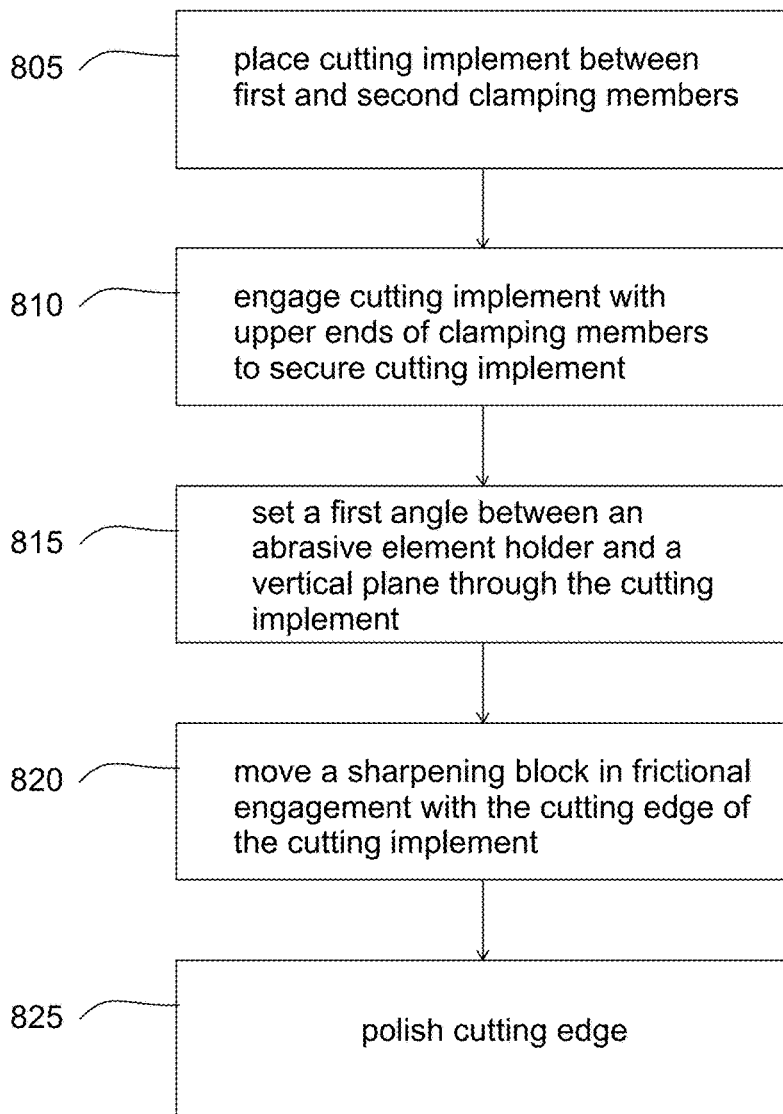 805
place cutting implement between
first and second clamping members
810
engage cutting implement with
upper ends of clamping members
to secure cutting implement
815
set a first angle between an
abrasive element holder and a
vertical plane through the cutting
implement
820
move a sharpening block in frictional
engagement with the cutting edge of
the cutting implement
825
polish cutting edge